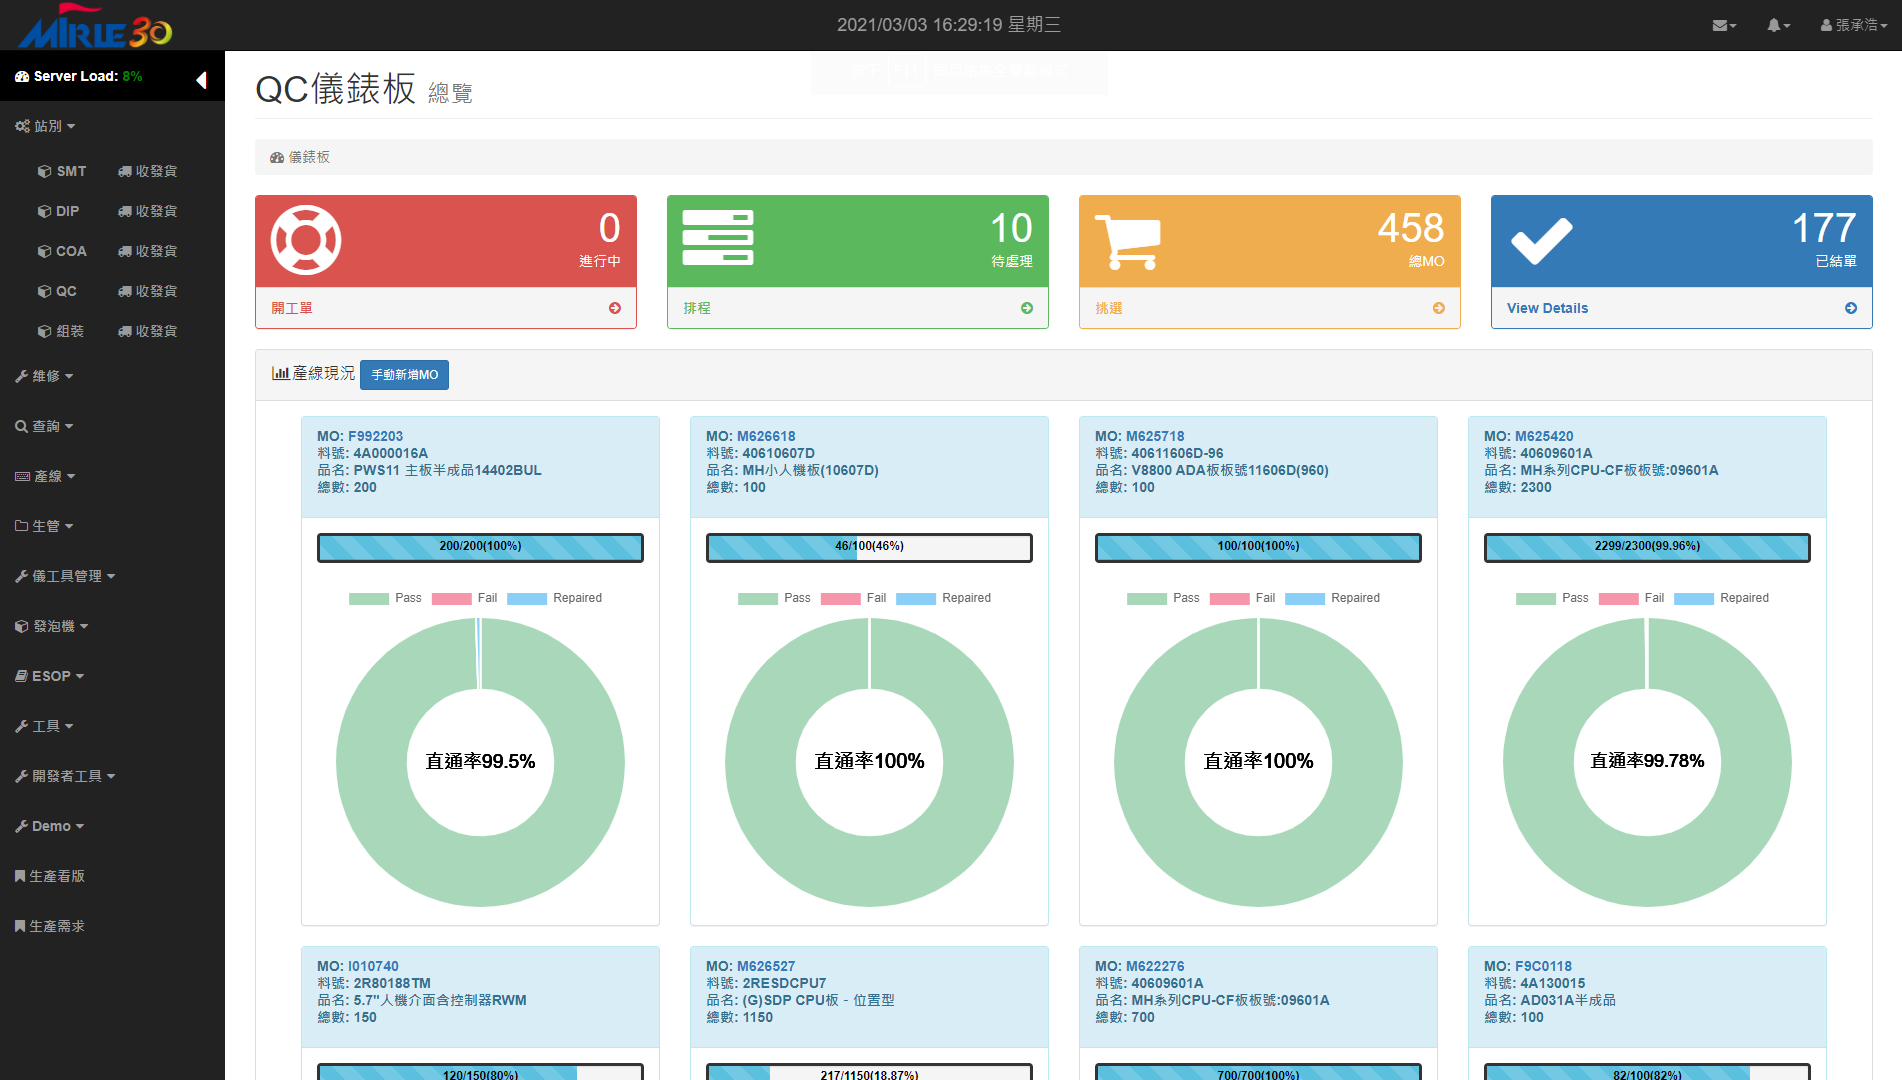 MIRLE 30
2021/03/03 16:29:19 星期三
張承浩
Server Load: 8%
站別
SMT 收發貨
DIP 收發貨
COA 收發貨
QC 收發貨
組裝 收發貨
維修
查詢
產線
生管
儀工具管理
發泡機
ESOP
工具
開發者工具
Demo
生產看版
生產需求
QC儀錶板 總覽
儀錶板
0
進行中
開工單
10
待處理
排程
458
總MO
挑選
177
已結單
View Details
產線現況 手動新增MO
MO: F992203
料號: 4A000016A
品名: PWS11 主板半成品14402BUL
總數: 200
200/200(100%)
Pass Fail Repaired
直通率99.5%
MO: M626618
料號: 40610607D
品名: MH小人機板(10607D)
總數: 100
46/100(46%)
Pass Fail Repaired
直通率100%
MO: M625718
料號: 40611606D-96
品名: V8800 ADA板板號11606D(960)
總數: 100
100/100(100%)
Pass Fail Repaired
直通率100%
MO: M625420
料號: 40609601A
品名: MH系列CPU-CF板板號:09601A
總數: 2300
2299/2300(99.96%)
Pass Fail Repaired
直通率99.78%
MO: I010740
料號: 2R80188TM
品名: 5.7"人機介面含控制器RWM
總數: 150
120/150(80%)
MO: M626527
料號: 2RESDCPU7
品名: (G)SDP CPU板 - 位置型
總數: 1150
217/1150(18.87%)
MO: M622276
料號: 40609601A
品名: MH系列CPU-CF板板號:09601A
總數: 700
700/700(100%)
MO: F9C0118
料號: 4A130015
品名: AD031A半成品
總數: 100
82/100(82%)